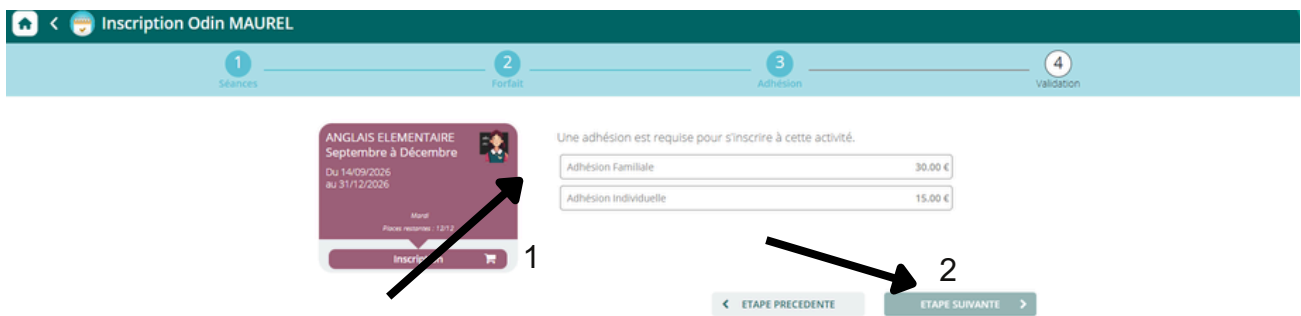 Inscription Odin MAUREL
1
2
3
4
Séances
Forfait
Adhésion
Validation
ANGLAIS ELEMENTAIRE
Septembre à Décembre
Du 14/09/2026
au 31/12/2026
Mardi
Places restantes : 12/12
Inscription
1
Une adhésion est requise pour s'inscrire à cette activité.
Adhésion Familiale 30.00 €
Adhésion Individuelle 15.00 €
2
ETAPE PRECEDENTE
ETAPE SUIVANTE